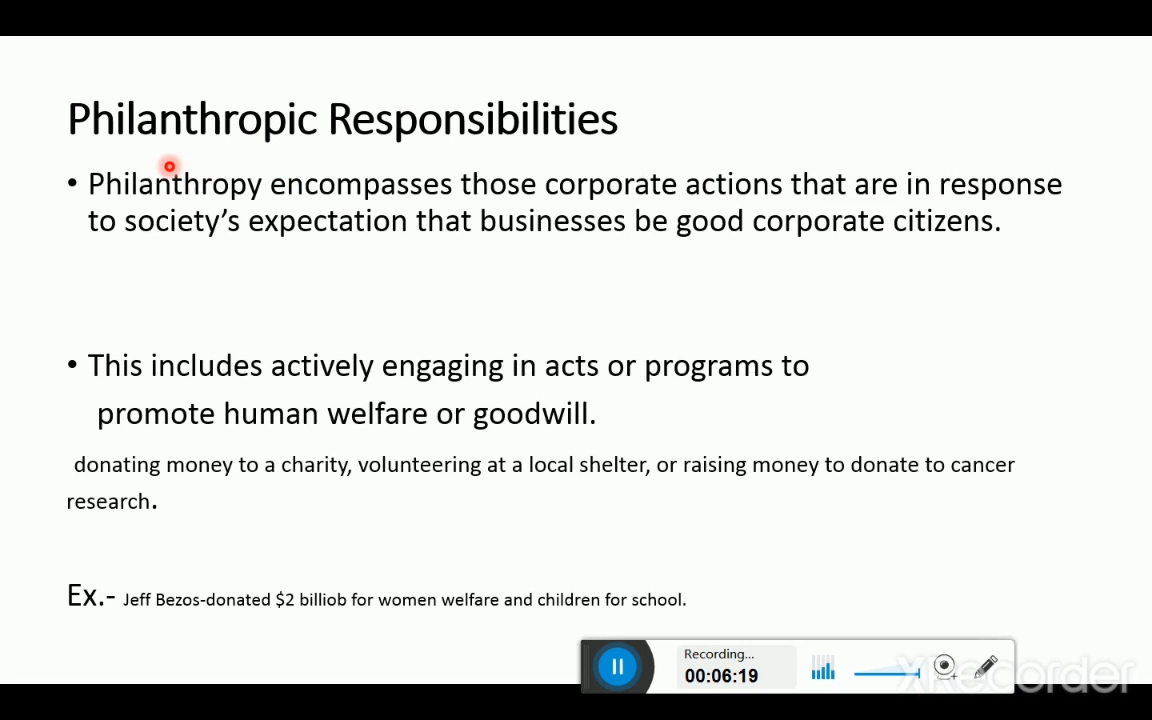 Philanthropic Responsibilities
• Philanthropy encompasses those corporate actions that are in response
to society’s expectation that businesses be good corporate citizens.
• This includes actively engaging in acts or programs to
promote human welfare or goodwill.
donating money to a charity, volunteering at a local shelter, or raising money to donate to cancer
research.
Ex.- Jeff Bezos-donated $2 billiob for women welfare and children for school.
Recording...
00:06:19
XRecorder